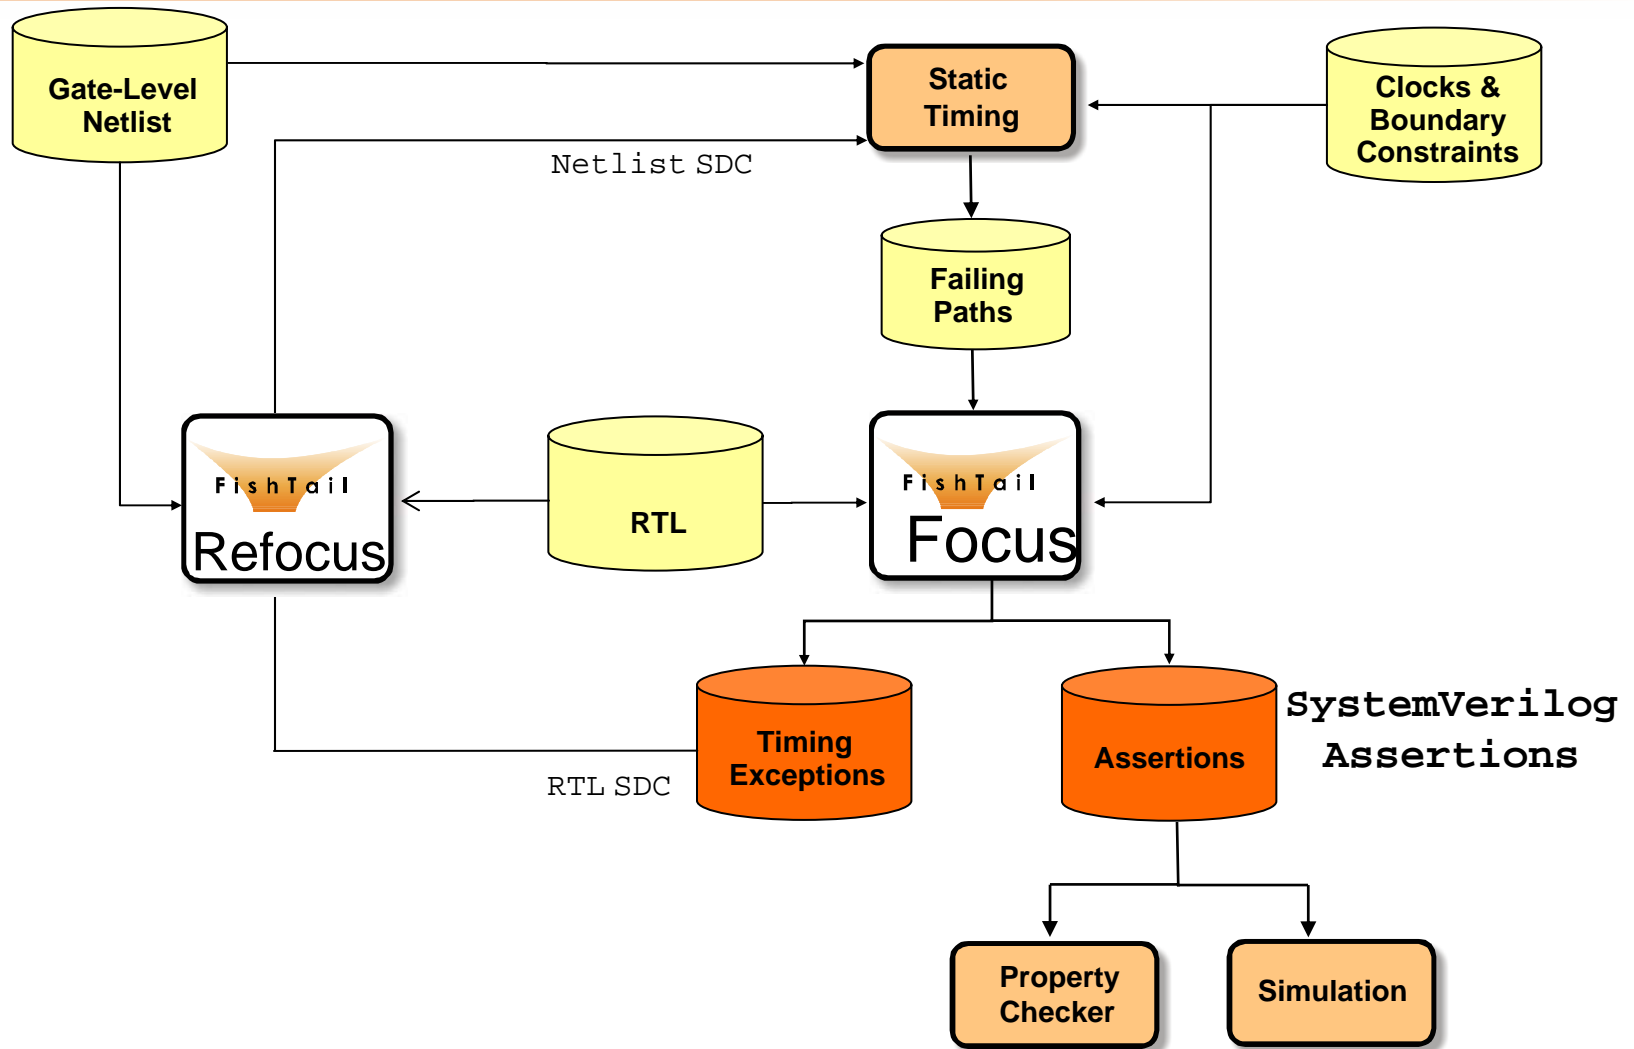 Gate-Level
Netlist
Static
Timing
Clocks &
Boundary
Constraints
Netlist SDC
Failing
Paths
FishTail
Refocus
RTL
FishTail
Focus
Timing
Exceptions
RTL SDC
Assertions
SystemVerilog
Assertions
Property
Checker
Simulation